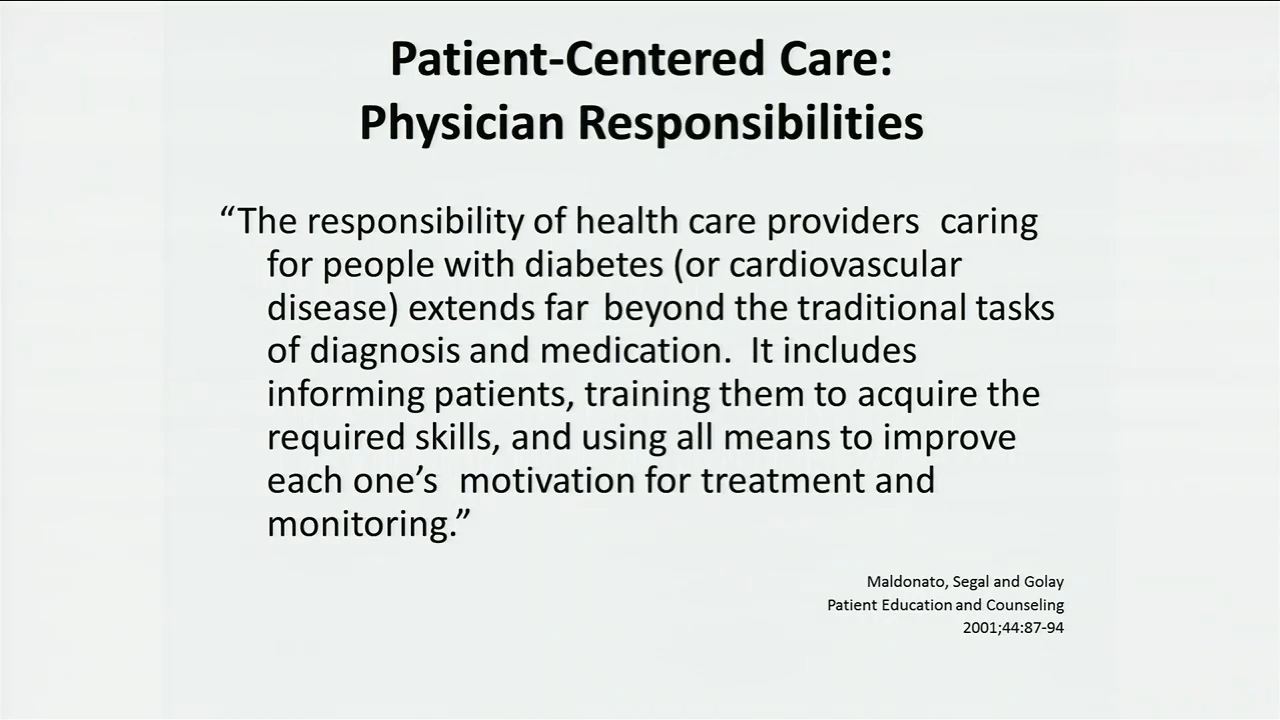 Patient-Centered Care:
Physician Responsibilities
“The responsibility of health care providers caring
for people with diabetes (or cardiovascular
disease) extends far beyond the traditional tasks
of diagnosis and medication. It includes
informing patients, training them to acquire the
required skills, and using all means to improve
each one’s motivation for treatment and
monitoring.”
Maldonato, Segal and Golay
Patient Education and Counseling
2001;44:87-94